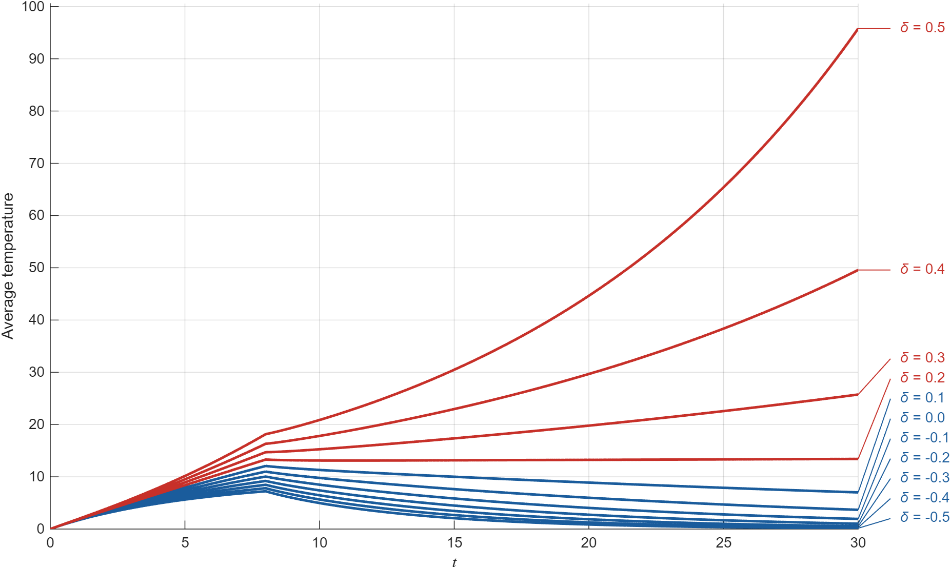 100
90
80
70
60
50
40
30
20
10
0
Average temperature
0 5 10 15 20 25 30
t
δ = 0.5
δ = 0.4
δ = 0.3
δ = 0.2
δ = 0.1
δ = 0.0
δ = -0.1
δ = -0.2
δ = -0.3
δ = -0.4
δ = -0.5